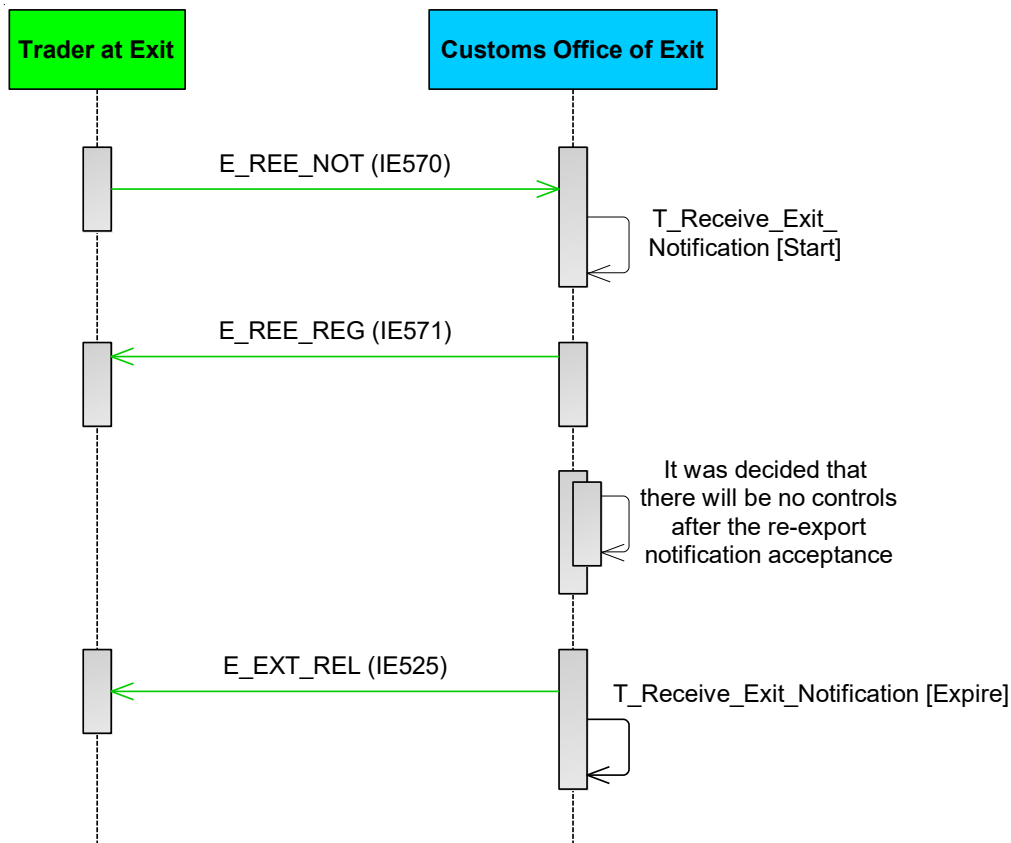 Trader at Exit
Customs Office of Exit
E_REE_NOT (IE570)
T_Receive_Exit_
Notification [Start]
E_REE_REG (IE571)
It was decided that
there will be no controls
after the re-export
notification acceptance
E_EXT_REL (IE525)
T_Receive_Exit_Notification [Expire]